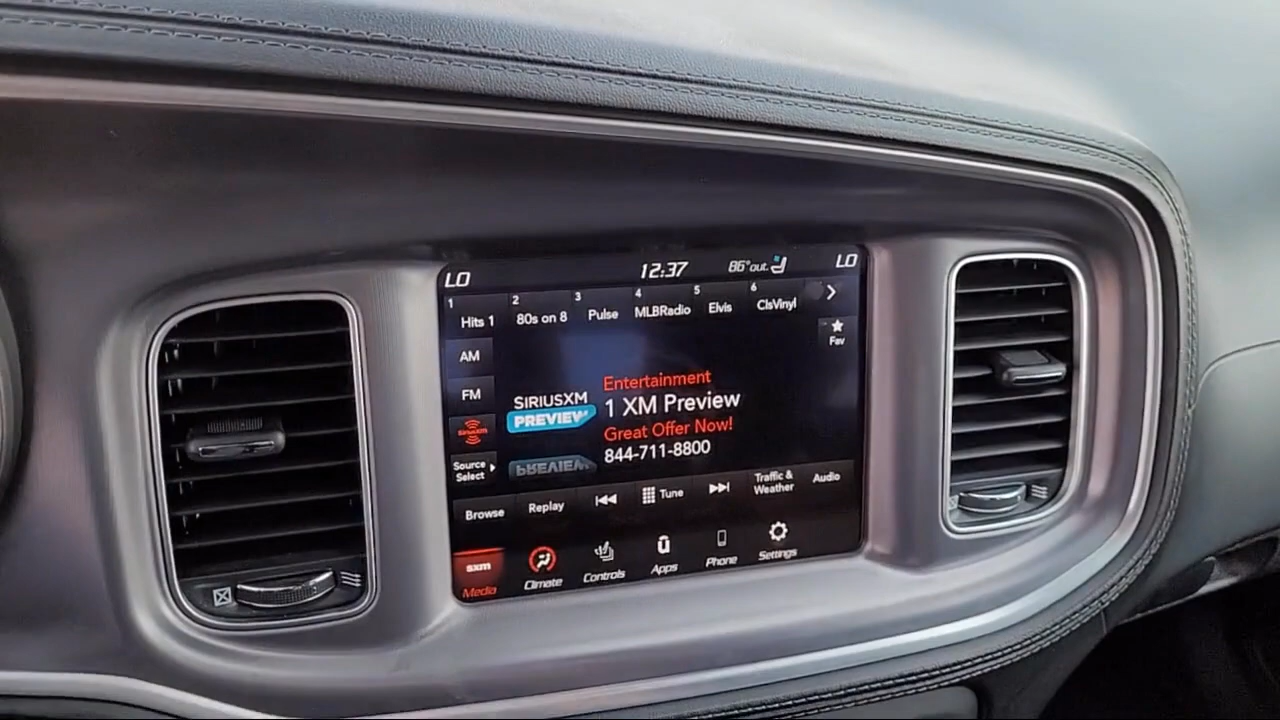 LO 12:37 86°out. LO
1 2 3 4 5 6
Hits 1 80s on 8 Pulse MLBRadio Elvis ClsVinyl
AM
Fav
FM
SIRIUSXM
PREVIEW
Entertainment
1 XM Preview
Great Offer Now!
844-711-8800
siriusxm
Source
Select
PREVIEW
Browse Replay Tune Traffic &
Weather Audio
sxm
Media Climate Controls Apps Phone Settings